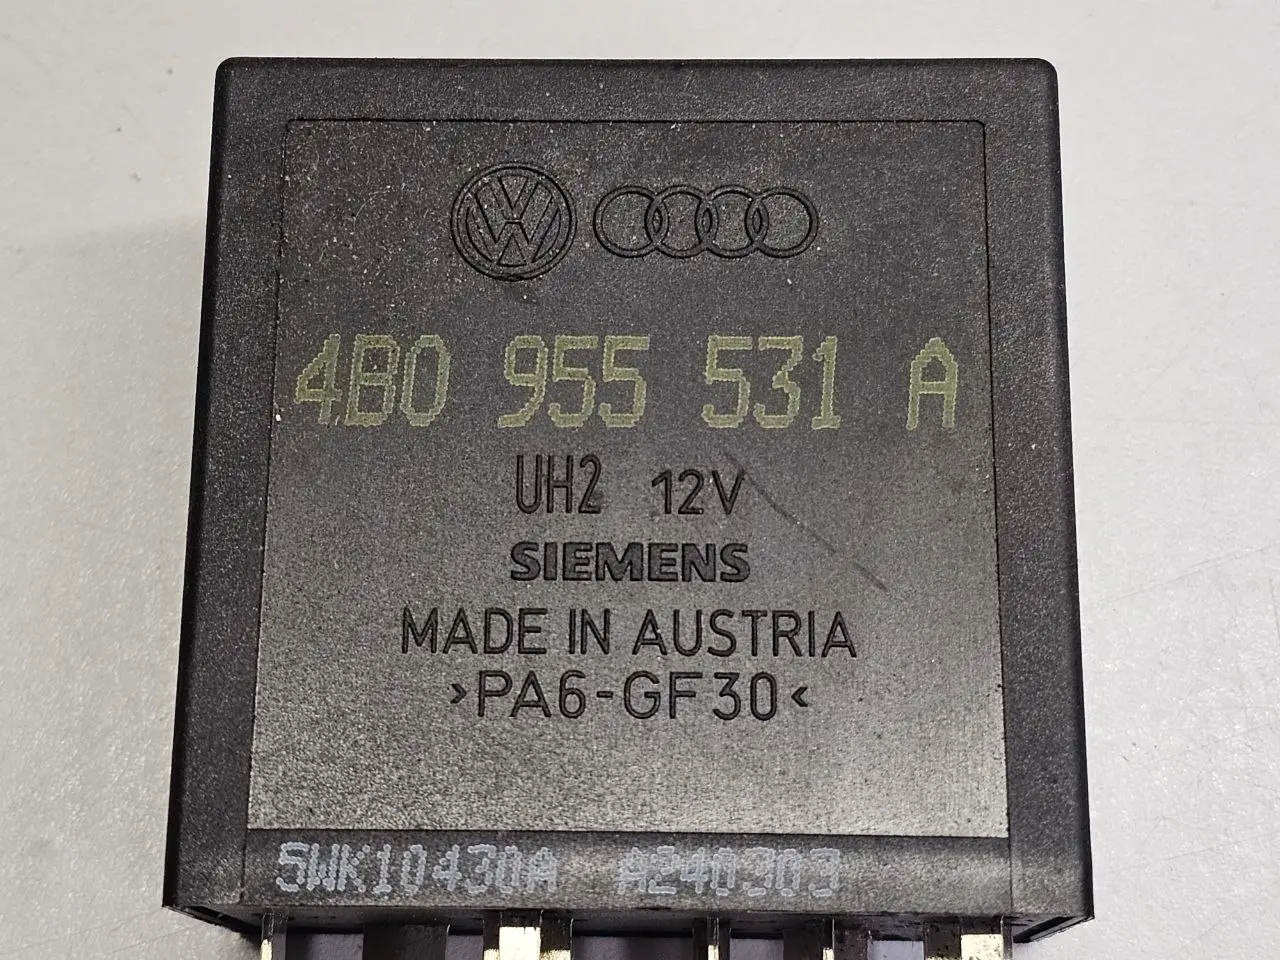 4B0 955 531 A
UH2 12V
SIEMENS
MADE IN AUSTRIA
>PA6-GF30<
5WK10430A A240303